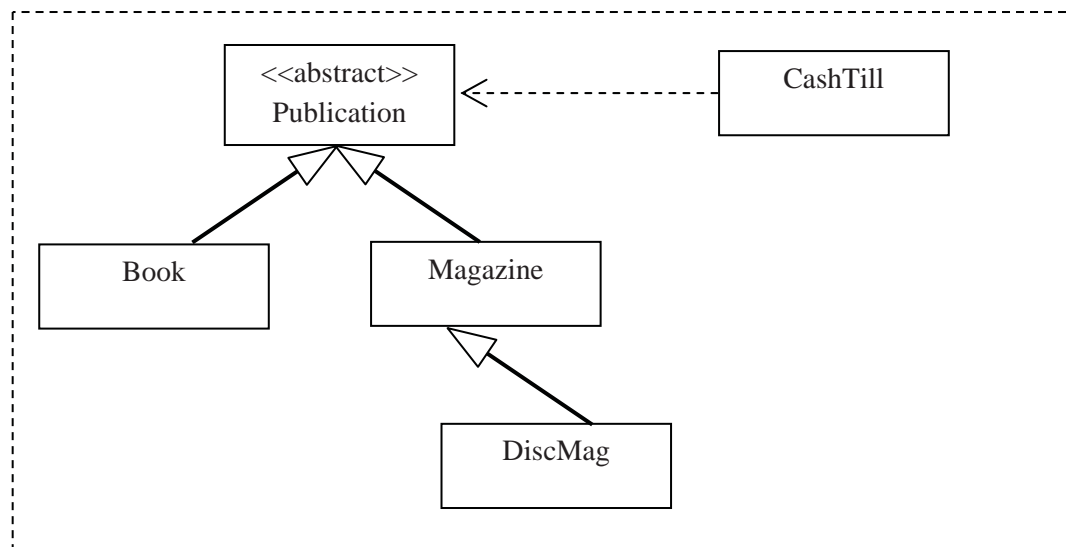 <<abstract>>
Publication
CashTill
Book
Magazine
DiscMag